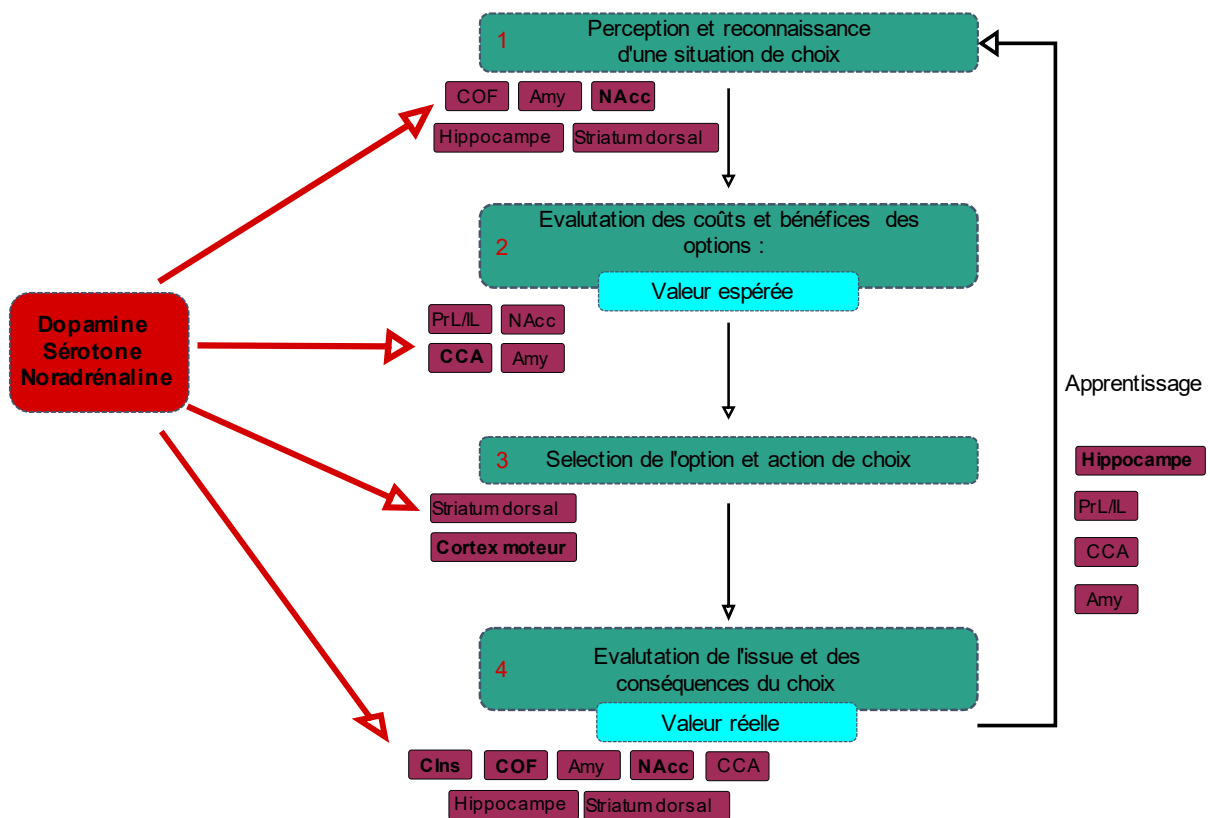 1
Perception et reconnaissance
d'une situation de choix
COF
Amy
NAcc
Hippocampe
Striatum dorsal
2
Evalutation des coûts et bénéfices des
options :
Valeur espérée
Dopamine
Sérotone
Noradrénaline
PrL/IL
NAcc
CCA
Amy
Apprentissage
3
Selection de l'option et action de choix
Hippocampe
PrL/IL
CCA
Amy
Striatum dorsal
Cortex moteur
4
Evalutation de l'issue et des
conséquences du choix
Valeur réelle
CIns
COF
Amy
NAcc
CCA
Hippocampe
Striatum dorsal